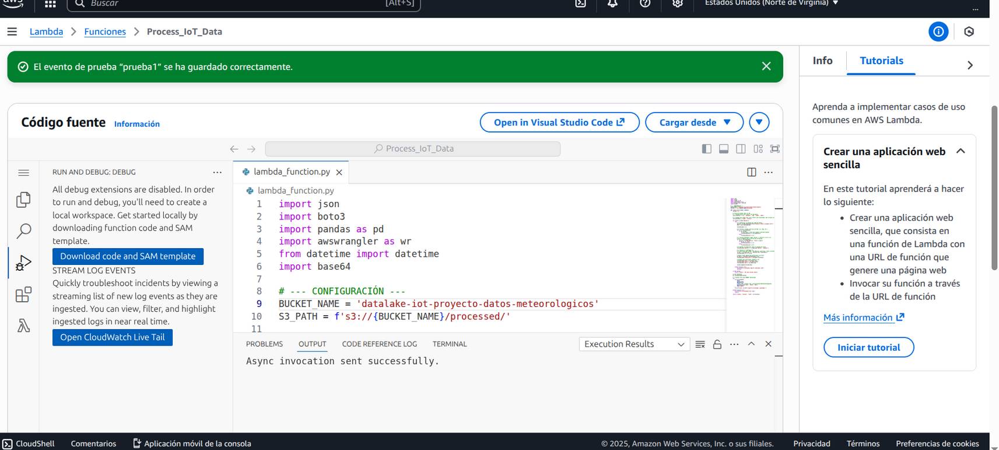 aws
Buscar
[Alt+S]
Estados Unidos (Norte de Virginia)
Lambda
Funciones
Process_IoT_Data
El evento de prueba “prueba1” se ha guardado correctamente.
Código fuente
Información
Open in Visual Studio Code
Cargar desde
Process_IoT_Data
RUN AND DEBUG: DEBUG
All debug extensions are disabled. In order
to run and debug, you'll need to create a
local workspace. Get started locally by
downloading function code and SAM
template.
Download code and SAM template
STREAM LOG EVENTS
Quickly troubleshoot incidents by viewing a
streaming list of new log events as they are
ingested. You can view, filter, and highlight
ingested logs in near real time.
Open CloudWatch Live Tail
lambda_function.py
lambda_function.py
1 import json
2 import boto3
3 import pandas as pd
4 import awswrangler as wr
5 from datetime import datetime
6 import base64
7
8 # --- CONFIGURACIÓN ---
9 BUCKET_NAME = 'datalake-iot-proyecto-datos-meteorologicos'
10 S3_PATH = f's3://{BUCKET_NAME}/processed/'
11
PROBLEMS
OUTPUT
CODE REFERENCE LOG
TERMINAL
Execution Results
Async invocation sent successfully.
Info
Tutorials
Aprenda a implementar casos de uso
comunes en AWS Lambda.
Crear una aplicación web
sencilla
En este tutorial aprenderá a hacer
lo siguiente:
• Crear una aplicación web
sencilla, que consista en
una función de Lambda con
una URL de función que
genere una página web
• Invocar su función a través
de la URL de función
Más información
Iniciar tutorial
CloudShell
Comentarios
Aplicación móvil de la consola
© 2025, Amazon Web Services, Inc. o sus filiales.
Privacidad
Términos
Preferencias de cookies